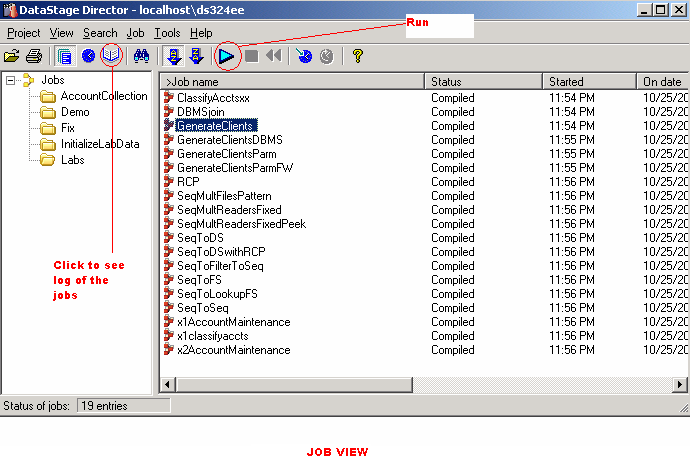 DataStage Director - localhost\ds324ee
Run
Project View Search Job Tools Help
Jobs
AccountCollection
Demo
Fix
InitializeLabData
Labs
>Job name Status Started On date
ClassifyAcctsxx Compiled 11:54 PM 10/25/20
DBMSjoin Compiled 11:54 PM 10/25/20
GenerateClients Compiled 11:54 PM 10/25/20
GenerateClientsDBMS Compiled 11:55 PM 10/25/20
GenerateClientsParm Compiled 11:56 PM 10/25/20
GenerateClientsParmFW Compiled 11:55 PM 10/25/20
RCP Compiled 11:56 PM 10/25/20
SeqMultFilesPattern Compiled 11:56 PM 10/25/20
SeqMultReadersFixed Compiled 11:56 PM 10/25/20
SeqMultReadersFixedPeek Compiled 11:56 PM 10/25/20
SeqToDS Compiled 11:56 PM 10/25/20
SeqToDSwithRCP Compiled 11:56 PM 10/25/20
SeqToFilterToSeq Compiled 11:56 PM 10/25/20
SeqToFS Compiled 11:56 PM 10/25/20
SeqToLookupFS Compiled 11:56 PM 10/25/20
SeqToSeq Compiled 11:56 PM 10/25/20
x1AccountMaintenance Compiled 11:56 PM 10/25/20
x1classifyaccts Compiled 11:56 PM 10/25/20
x2AccountMaintenance Compiled 11:56 PM 10/25/20
Click to see
log of the
jobs
Status of jobs: 19 entries
JOB VIEW